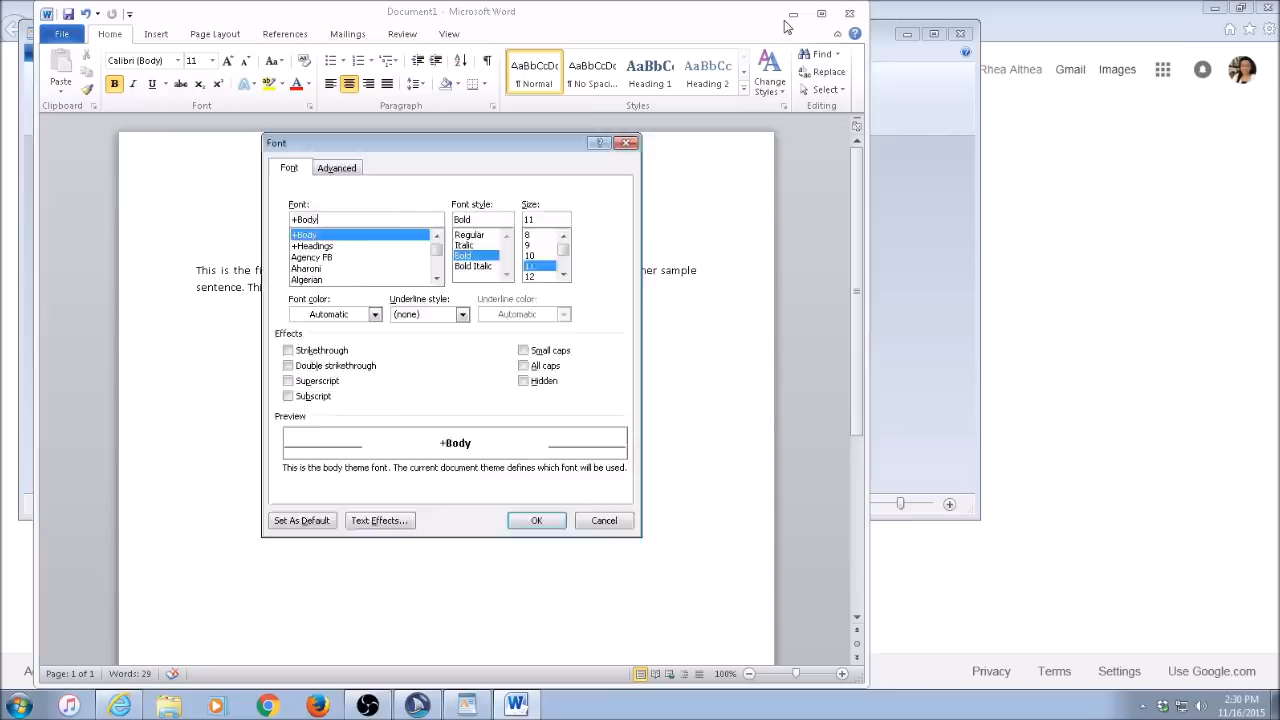 Document1 - Microsoft Word
File Home Insert Page Layout References Mailings Review View
Calibri (Body) 11
Paste
AaBbCcDc AaBbCcDc AaBbCc AaBbCc
¶ Normal ¶ No Spaci... Heading 1 Heading 2
Change
Styles
Find
Replace
Select
Clipboard Font Paragraph Styles Editing
Rhea Althea Gmail Images
Font
Font Advanced
Font: Font style: Size:
+Body Bold 11
+Body Regular 8
+Headings Italic 9
Agency FB Bold 10
Aharoni Bold Italic 11
Algerian 12
This is the fi
sample
sentence.
Font color: Underline style: Underline color:
Automatic (none) Automatic
Effects
Strikethrough Small caps
Double strikethrough All caps
Superscript Hidden
Subscript
Preview
+Body
This is the body theme font. The current document theme defines which font will be used.
Set As Default Text Effects... OK Cancel
Page: 1 of 1 Words: 29 100%
Privacy Terms Settings Use Google.com
2:30 PM
11/16/2015